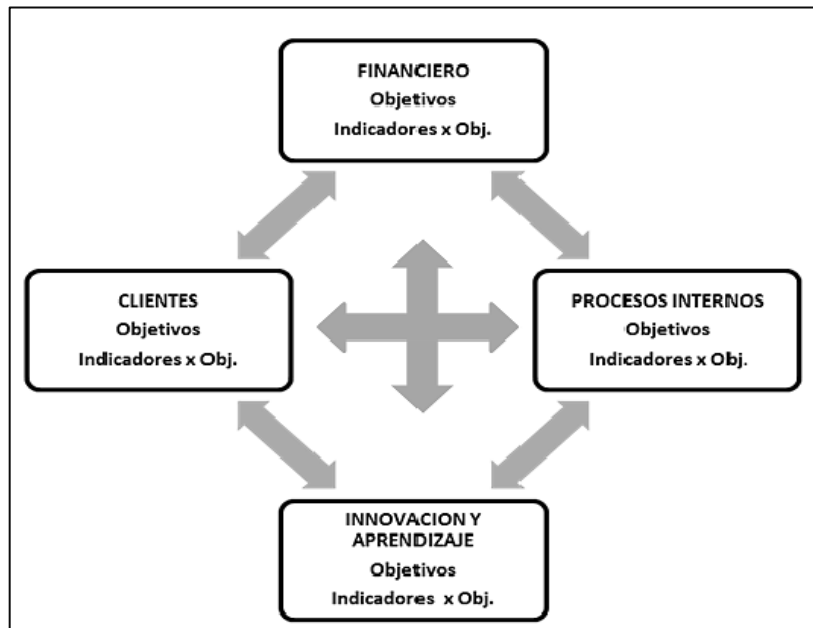 FINANCIERO
Objetivos
Indicadores x Obj.
CLIENTES
Objetivos
Indicadores x Obj.
PROCESOS INTERNOS
Objetivos
Indicadores x Obj.
INNOVACION Y
APRENDIZAJE
Objetivos
Indicadores x Obj.